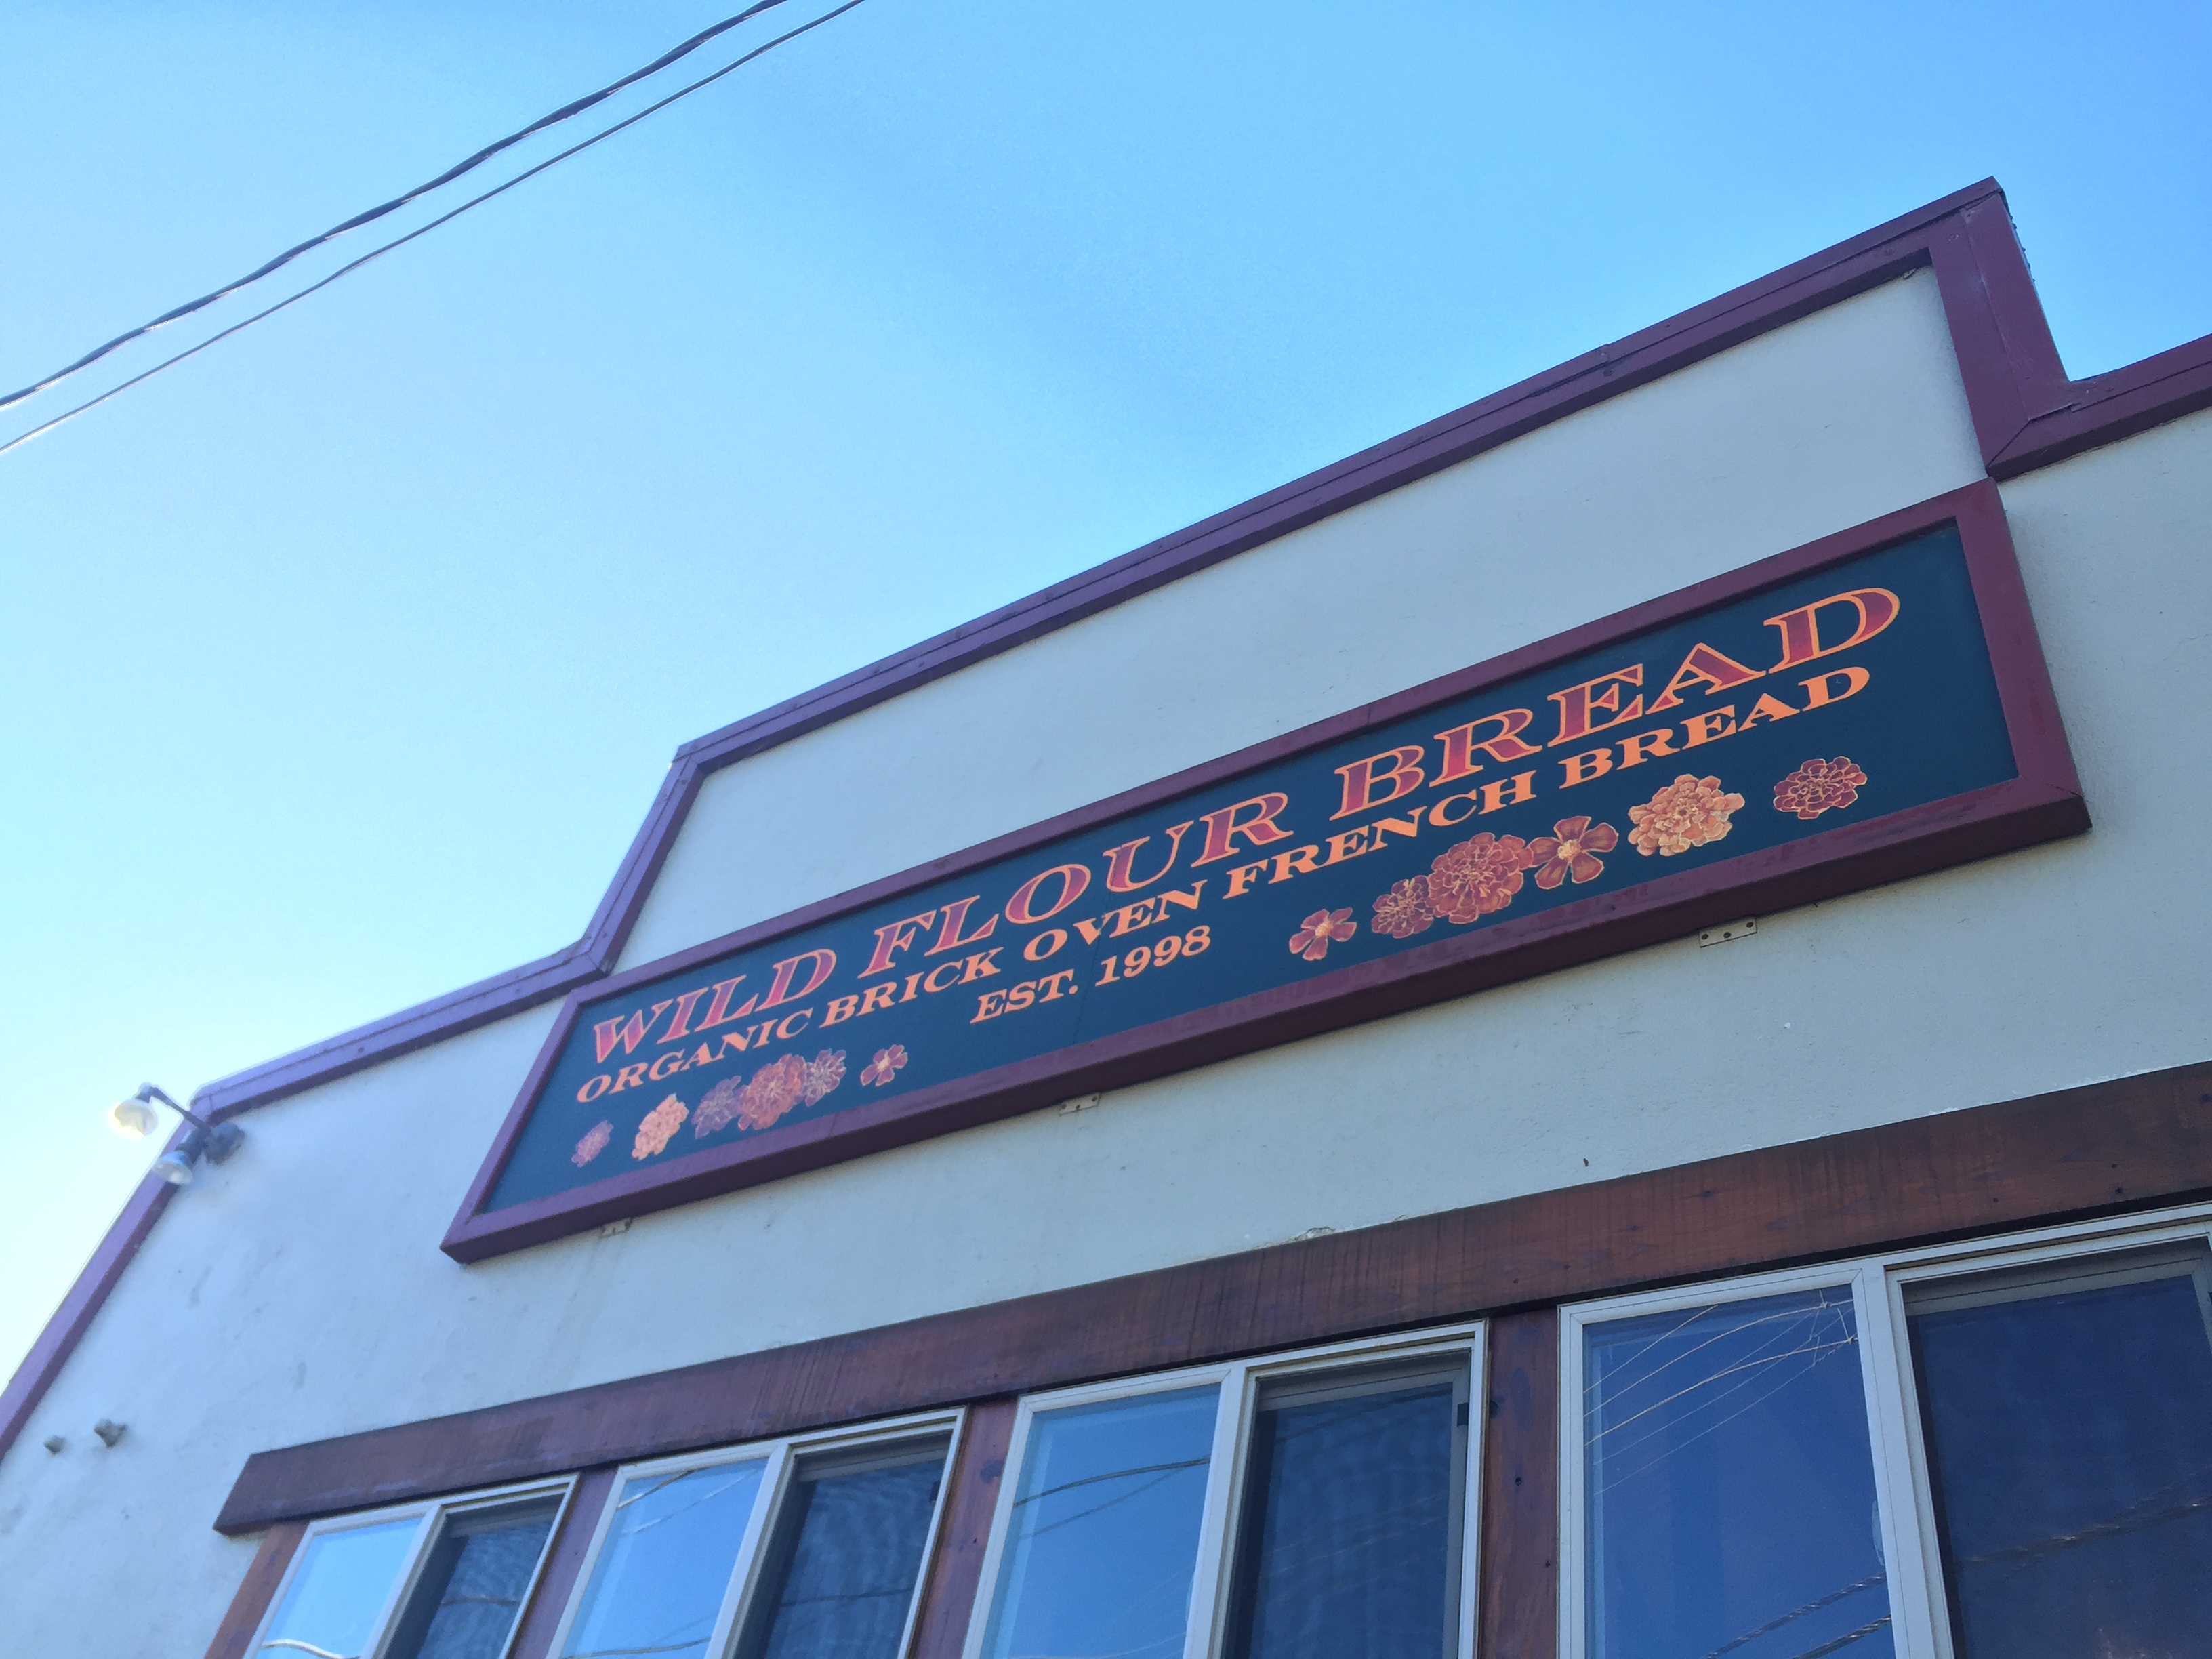 WILD FLOUR BREAD
ORGANIC BRICK OVEN FRENCH BREAD
EST. 1998